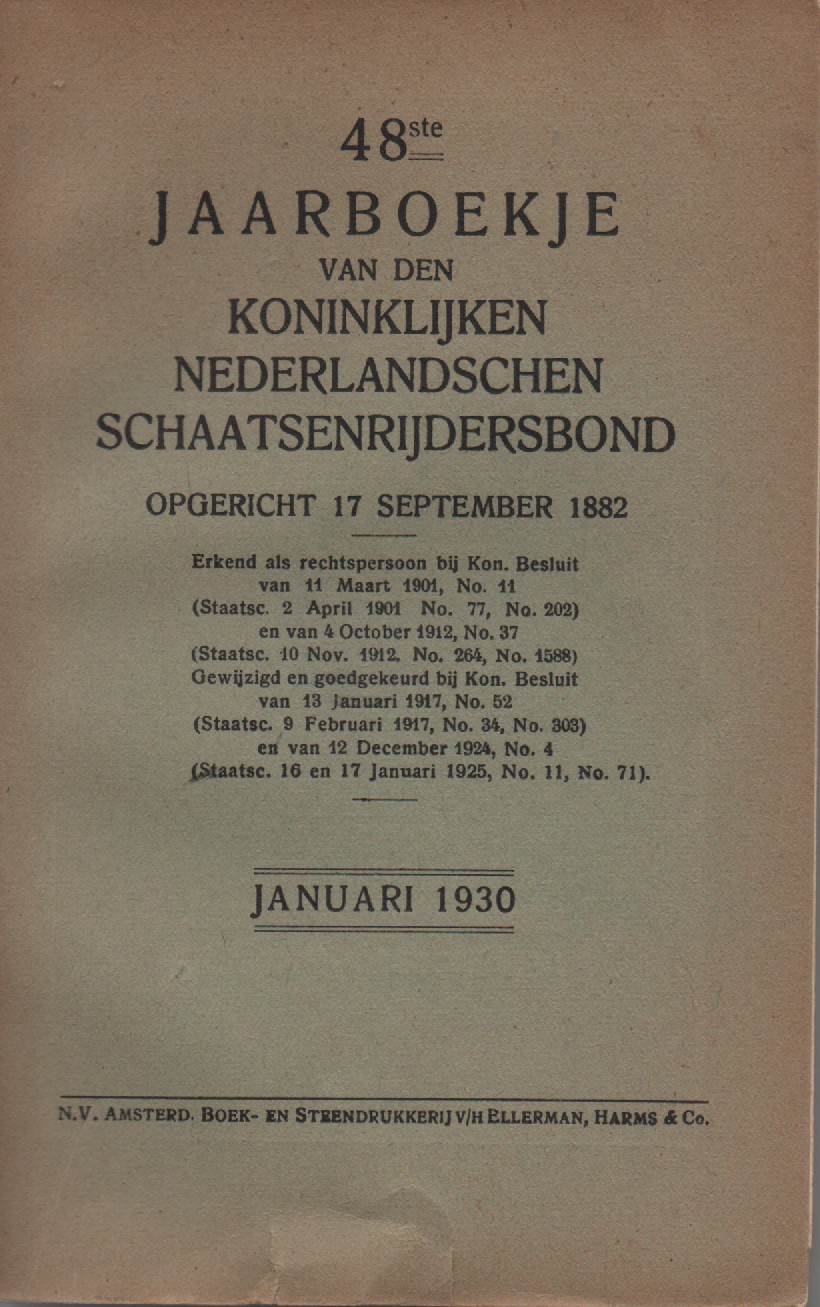 48ste
JAARBOEKJE
VAN DEN
KONINKLIJKEN
NEDERLANDSCHEN
SCHAATSENRIJDERSBOND
OPGERICHT 17 SEPTEMBER 1882
Erkend als rechtspersoon bij Kon. Besluit
van 11 Maart 1901, No. 11
(Staatsc. 2 April 1901 No. 77, No. 202)
en van 4 October 1912, No. 37
(Staatsc. 10 Nov. 1912, No. 264, No. 1588)
Gewijzigd en goedgekeurd bij Kon. Besluit
van 13 Januari 1917, No. 52
(Staatsc. 9 Februari 1917, No. 34, No. 303)
en van 12 December 1924, No. 4
(Staatsc. 16 en 17 Januari 1925, No. 11, No. 71).
JANUARI 1930
N.V. AMSTERD. BOEK- EN STEENDRUKKERIJ V/H ELLERMAN, HARMS & Co.